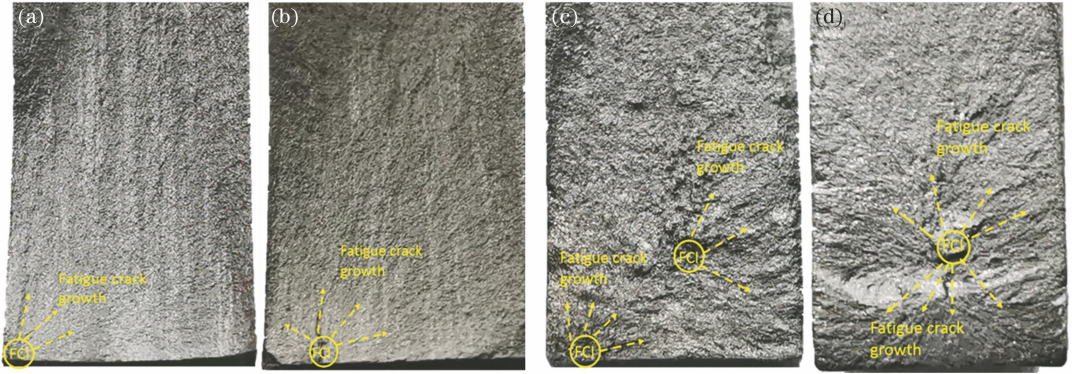 (a)
Fatigue crack
growth
FCI
(b)
Fatigue crack
growth
FCI
(c)
Fatigue crack
growth
FCI
Fatigue crack
growth
FCI
(d)
Fatigue crack
growth
FCI
Fatigue crack
growth